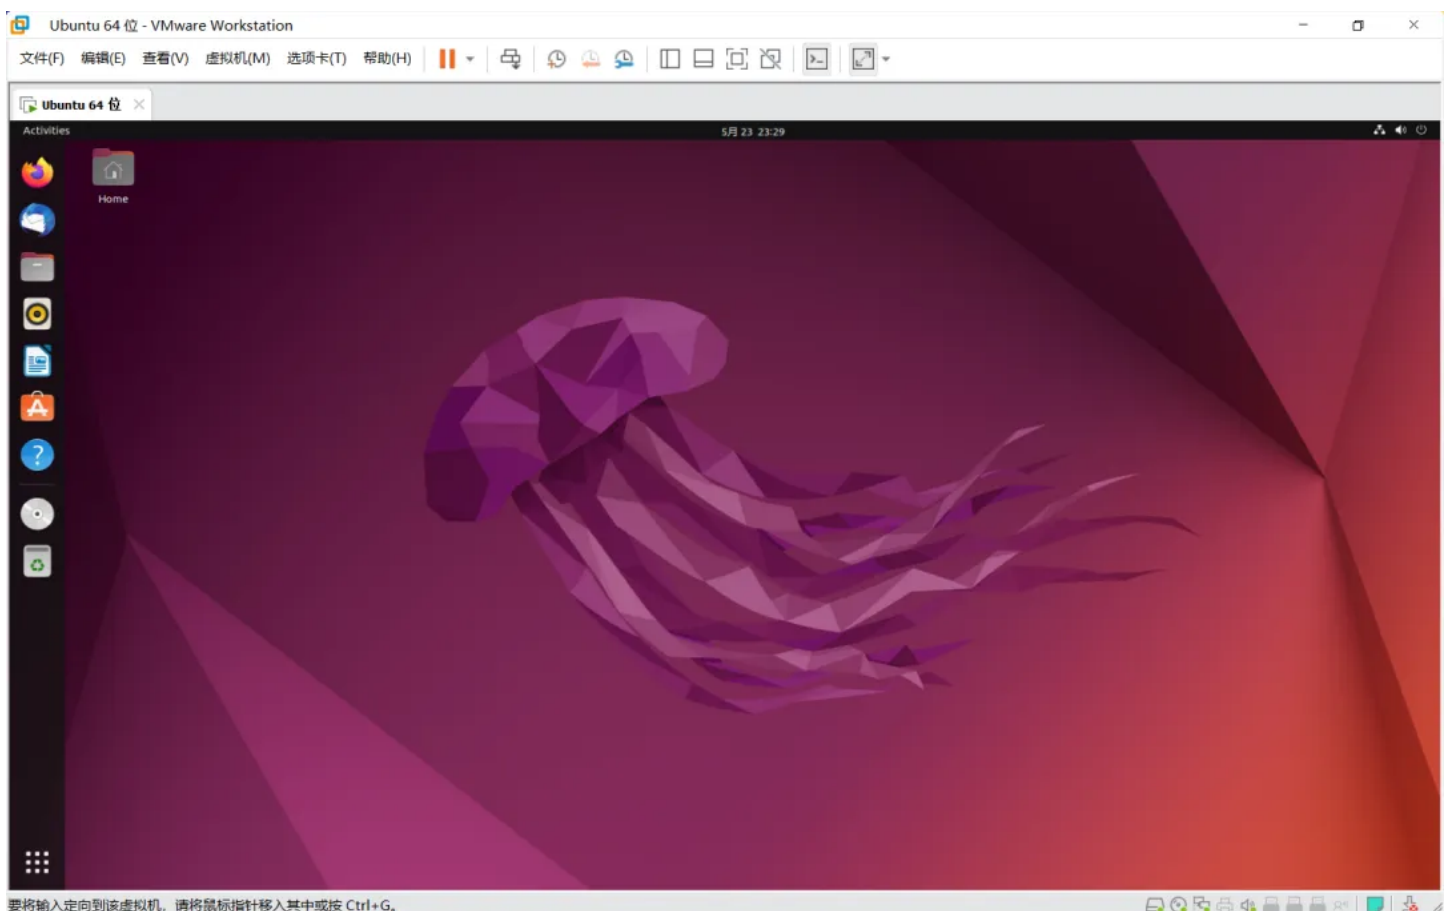 Ubuntu 64 位 - VMware Workstation
文件(F) 编辑(E) 查看(V) 虚拟机(M) 选项卡(T) 帮助(H)
Ubuntu 64 位
Activities 5月 23 23:29
Home
要将输入定向到该虚拟机，请将鼠标指针移入其中或按 Ctrl+G。